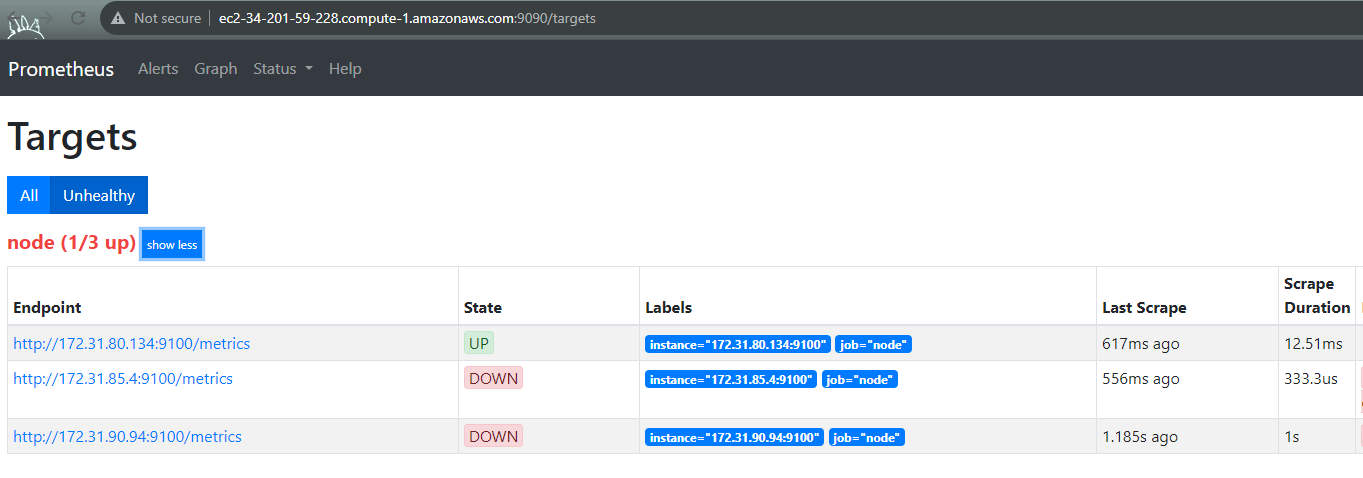 Not secure | ec2-34-201-59-228.compute-1.amazonaws.com:9090/targets
Prometheus Alerts Graph Status Help
Targets
All Unhealthy
node (1/3 up) show less
Endpoint State Labels Last Scrape Scrape Duration
http://172.31.80.134:9100/metrics UP instance="172.31.80.134:9100" job="node" 617ms ago 12.51ms
http://172.31.85.4:9100/metrics DOWN instance="172.31.85.4:9100" job="node" 556ms ago 333.3us
http://172.31.90.94:9100/metrics DOWN instance="172.31.90.94:9100" job="node" 1.185s ago 1s